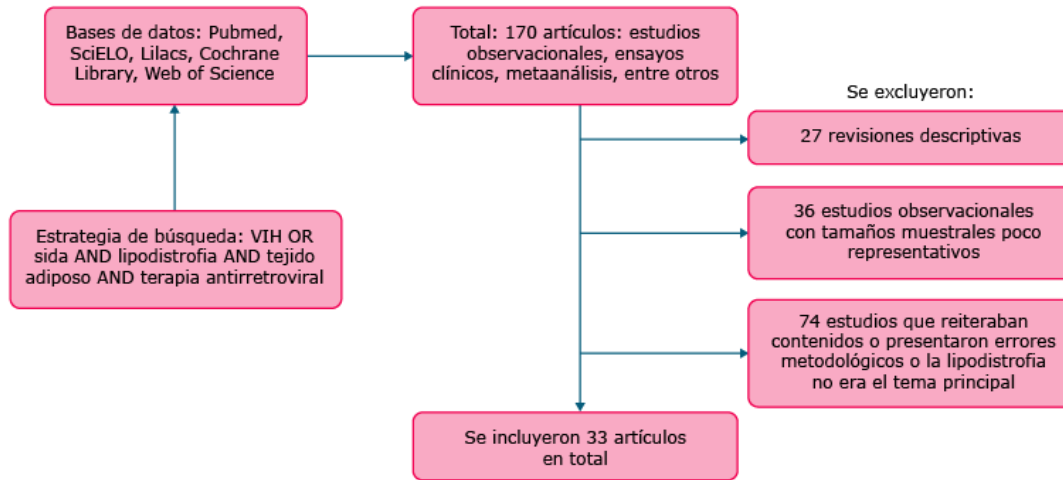 Bases de datos: Pubmed,
SciELO, Lilacs, Cochrane
Library, Web of Science
Total: 170 artículos: estudios
observacionales, ensayos
clínicos, metaanálisis, entre otros
Se excluyeron:
27 revisiones descriptivas
Estrategia de búsqueda: VIH OR
sida AND lipodistrofia AND tejido
adiposo AND terapia antirretroviral
36 estudios observacionales
con tamaños muestrales poco
representativos
74 estudios que reiteraban
contenidos o presentaron errores
metodológicos o la lipodistrofia
no era el tema principal
Se incluyeron 33 artículos
en total